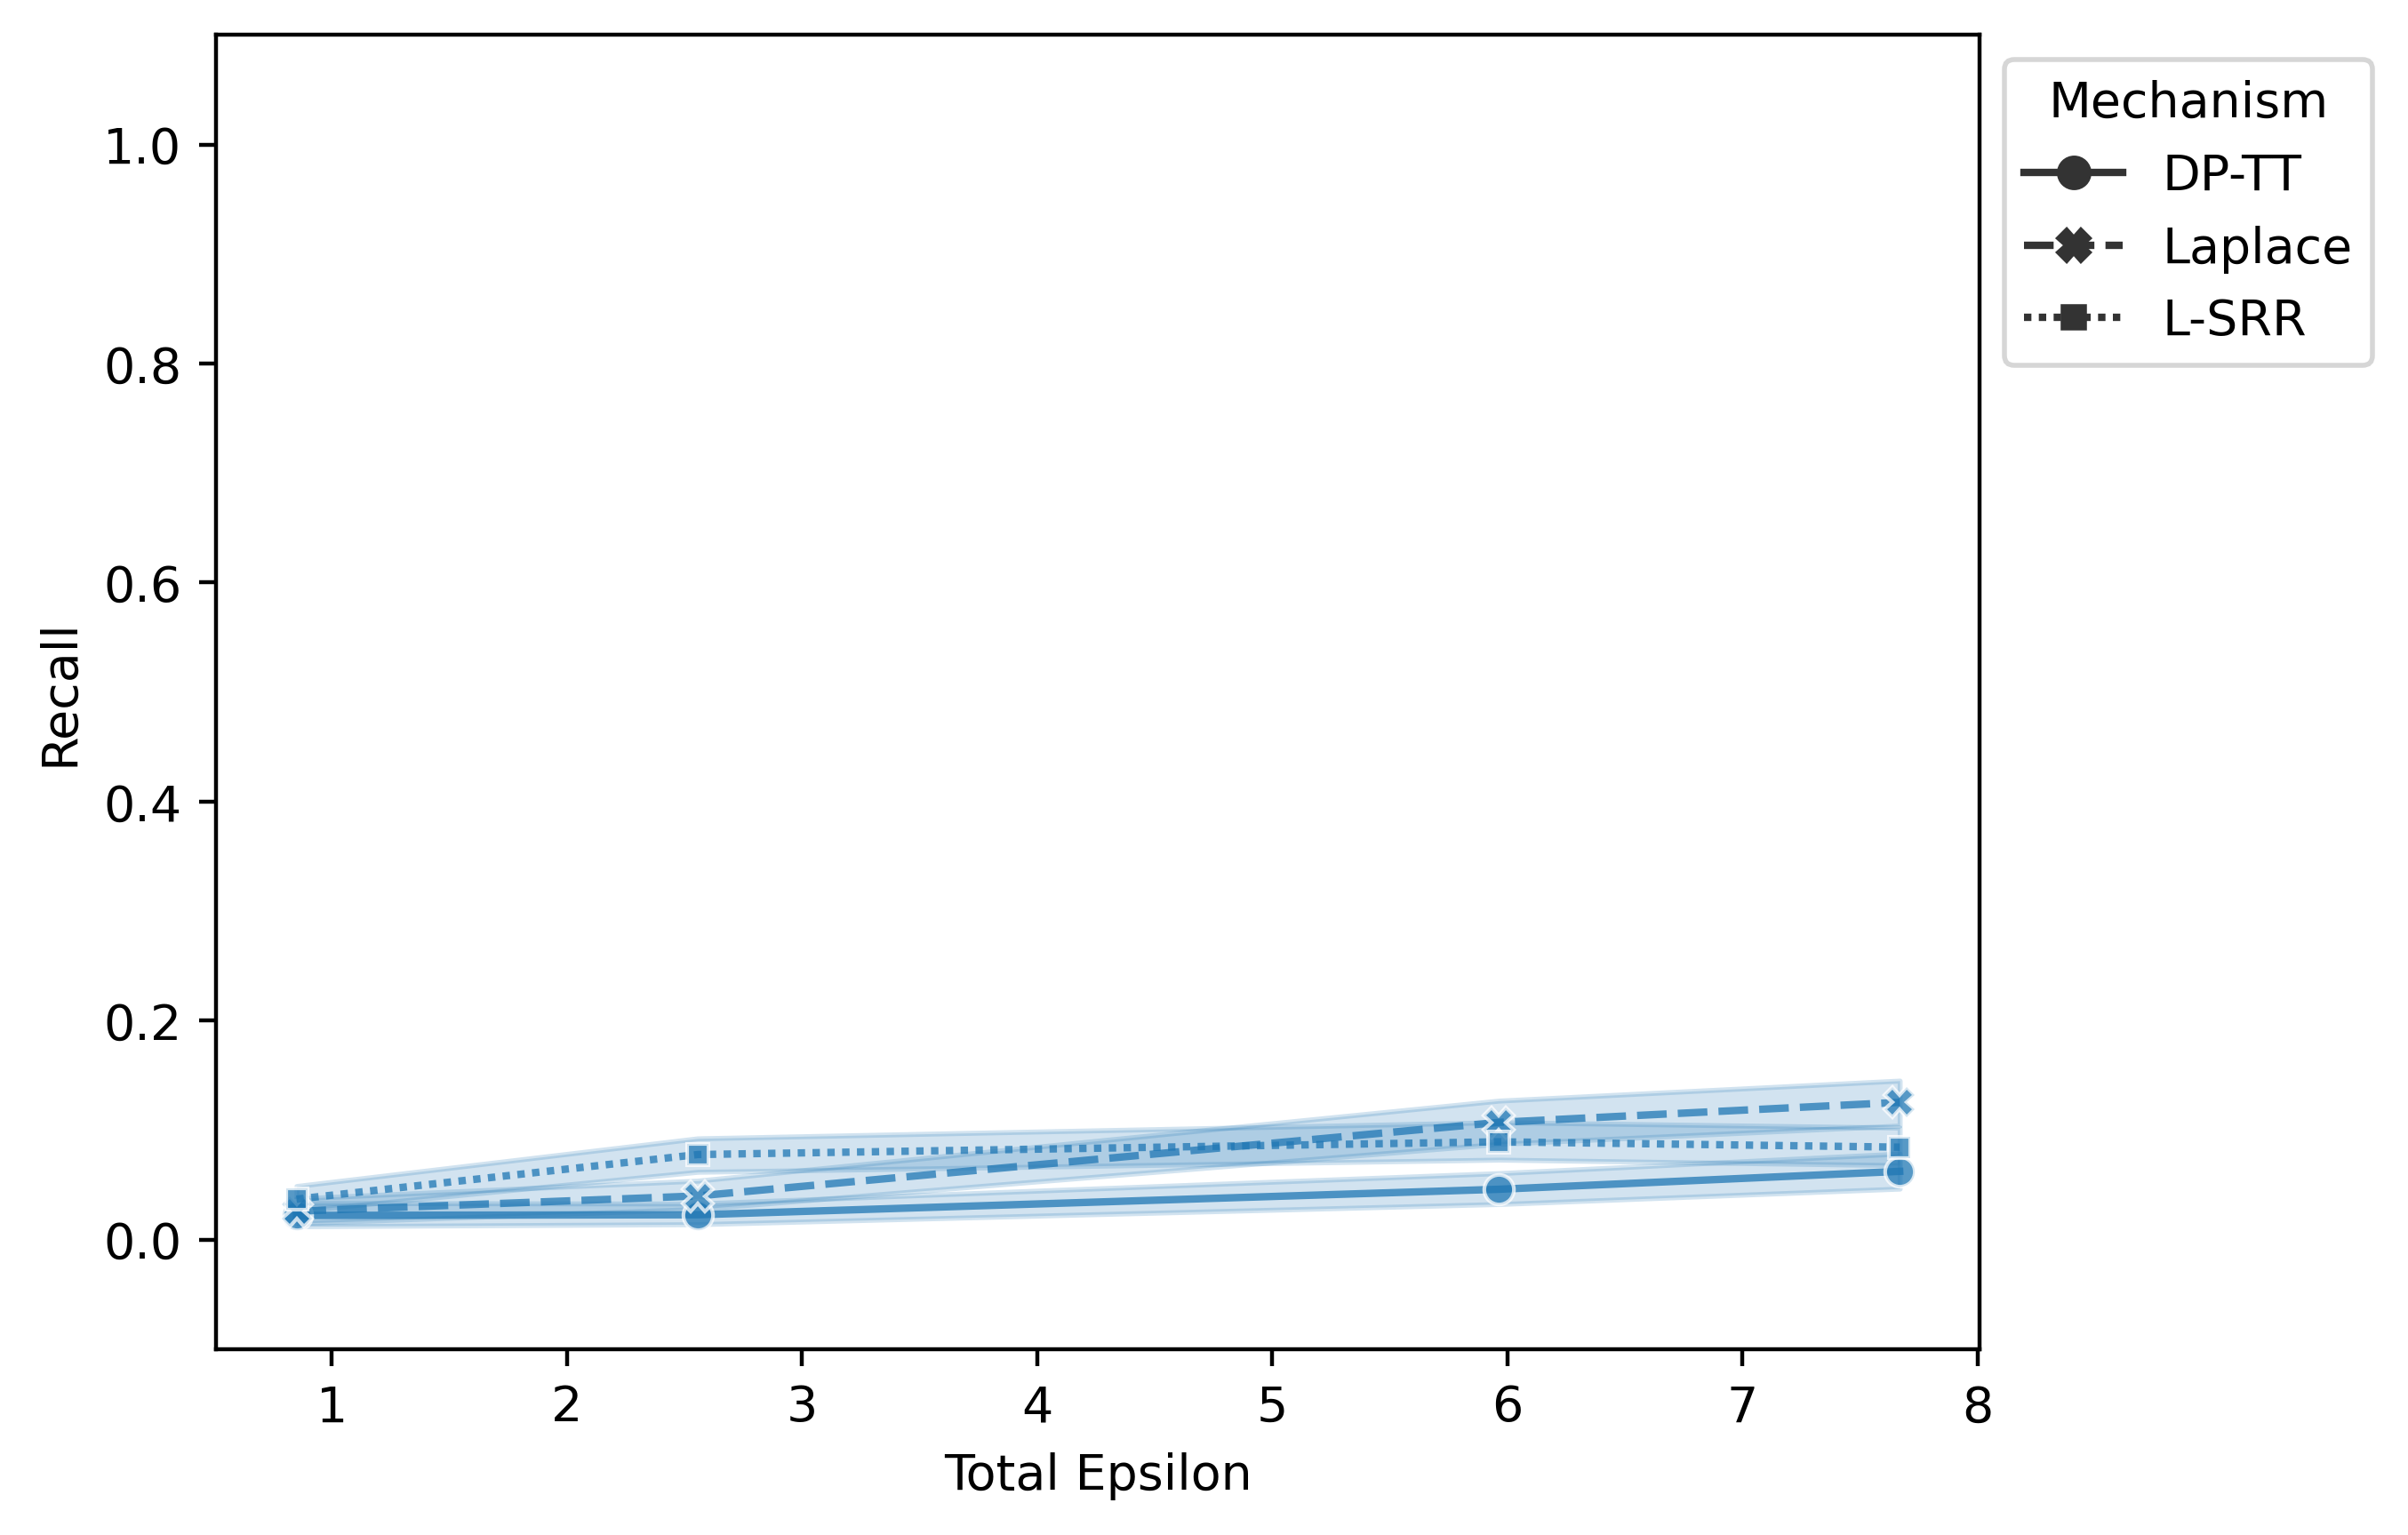 Mechanism
DP-TT
Laplace
L-SRR
1.0
0.8
0.6
0.4
0.2
0.0
Recall
1 2 3 4 5 6 7 8
Total Epsilon